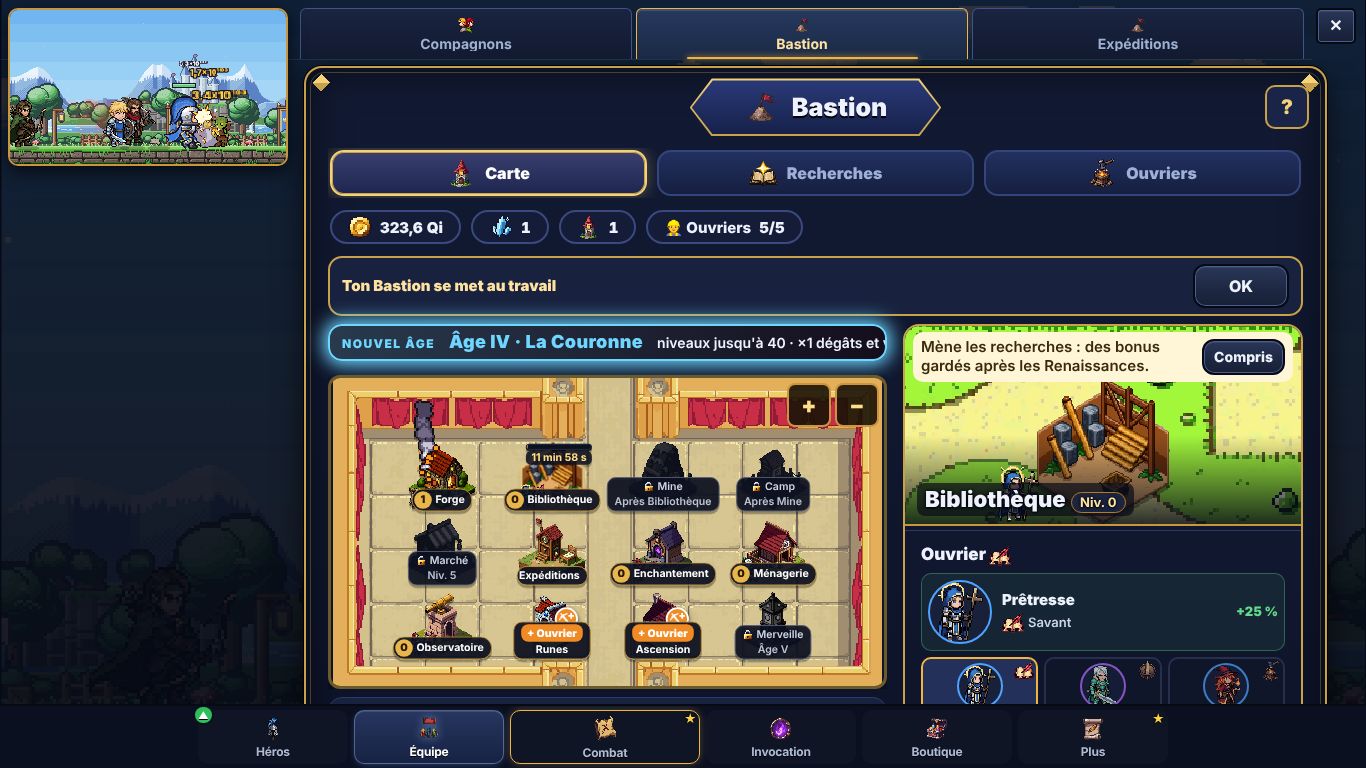 Compagnons
Bastion
Expéditions
×
Bastion
?
Carte
Recherches
Ouvriers
323,6 Qi
1
1
Ouvriers 5/5
Ton Bastion se met au travail
OK
NOUVEL ÂGE Âge IV · La Couronne niveaux jusqu'à 40 · ×1 dégâts et
Mène les recherches : des bonus
gardés après les Renaissances.
Compris
+
−
11 min 58 s
1 Forge
0 Bibliothèque
Mine
Après Bibliothèque
Camp
Après Mine
Marché
Niv. 5
Expéditions
0 Enchantement
0 Ménagerie
0 Observatoire
+ Ouvrier
Runes
+ Ouvrier
Ascension
Merveille
Âge V
Bibliothèque Niv. 0
Ouvrier
Prêtresse
Savant
+25 %
Héros
Équipe
Combat
Invocation
Boutique
Plus